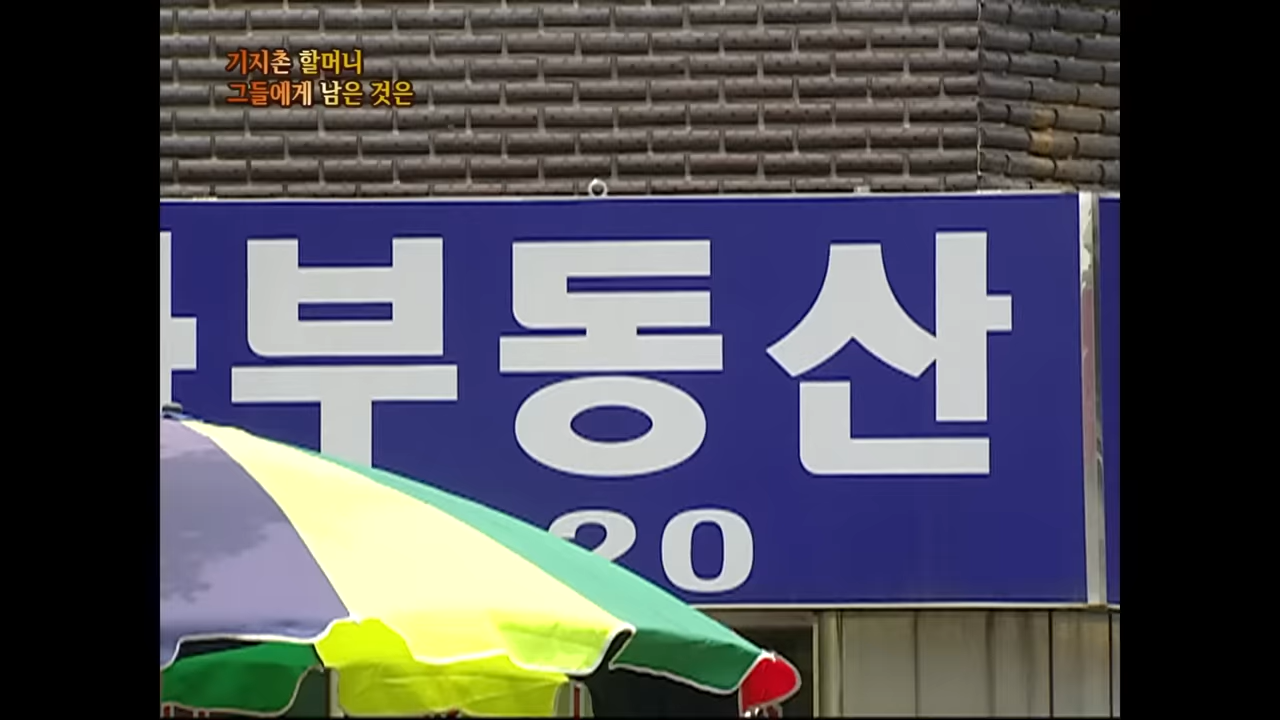 기지촌 할머니
그들에게 남은 것은
부동산
20